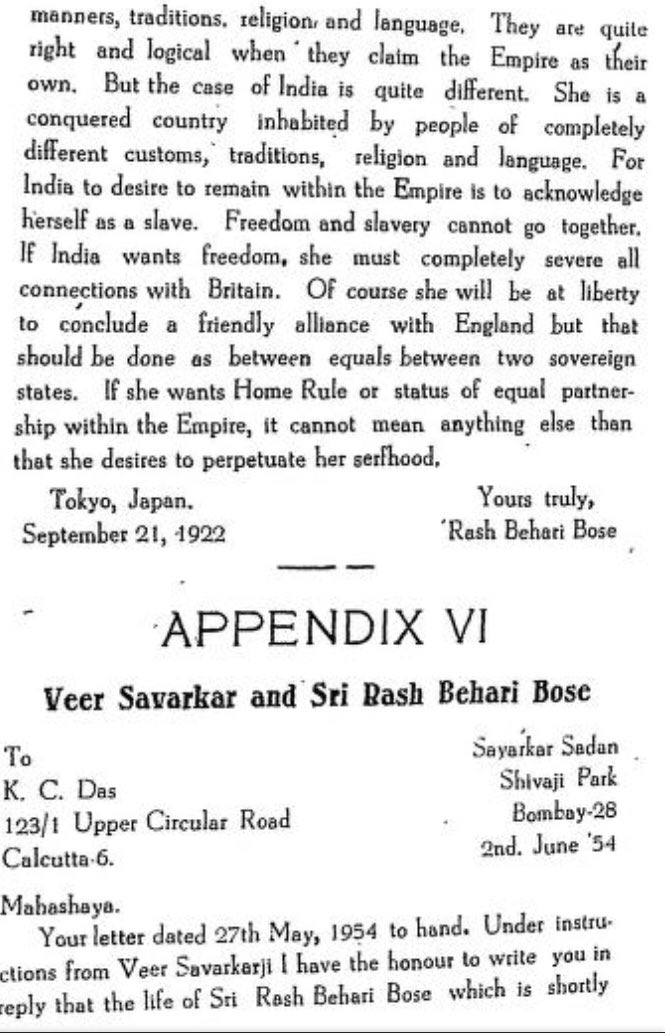 manners, traditions. religion, and language. They are quite
right and logical when they claim the Empire as their
own. But the case of India is quite different. She is a
conquered country inhabited by people of completely
different customs, traditions, religion and language. For
India to desire to remain within the Empire is to acknowledge
herself as a slave. Freedom and slavery cannot go together.
If India wants freedom, she must completely severe all
connections with Britain. Of course she will be at liberty
to conclude a friendly alliance with England but that
should be done as between equals between two sovereign
states. If she wants Home Rule or status of equal partner-
ship within the Empire, it cannot mean anything else than
that she desires to perpetuate her serfhood.
Tokyo, Japan. Yours truly,
September 21, 1922 Rash Behari Bose
APPENDIX VI
Veer Savarkar and Sri Rash Behari Bose
To Sayarkar Sadan
K. C. Das Shivaji Park
123/1 Upper Circular Road Bombay-28
Calcutta-6. 2nd. June '54
Mahashaya.
Your letter dated 27th May, 1954 to hand. Under instru-
ctions from Veer Savarkarji I have the honour to write you in
reply that the life of Sri Rash Behari Bose which is shortly